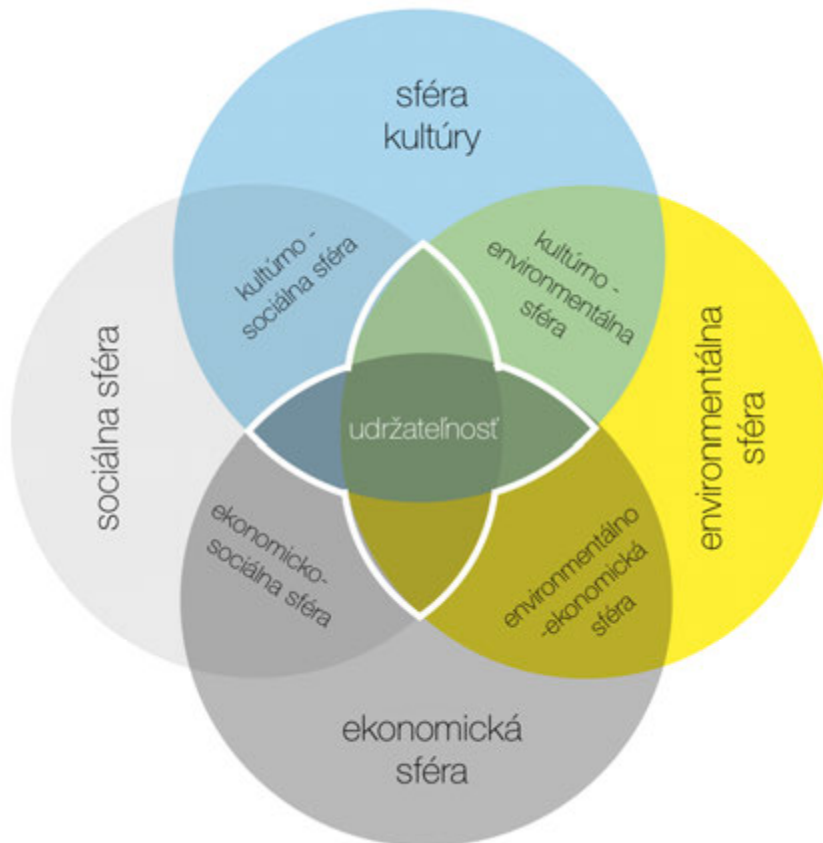 sféra
kultúry
kultúrno -
sociálna sféra
kultúrno -
environmentálna
sféra
sociálna sféra
udržateľnosť
environmentálna
sféra
ekonomicko-
sociálna sféra
environmentálno
-ekonomická
sféra
ekonomická
sféra